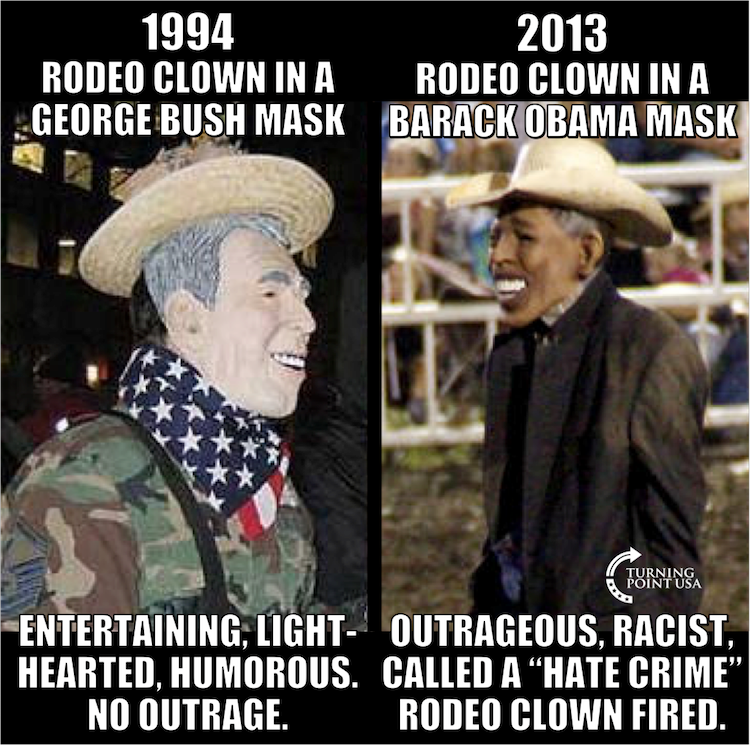 1994
RODEO CLOWN IN A
GEORGE BUSH MASK
ENTERTAINING, LIGHT-
HEARTED, HUMOROUS.
NO OUTRAGE.
2013
RODEO CLOWN IN A
BARACK OBAMA MASK
TURNING
POINT USA
OUTRAGEOUS, RACIST,
CALLED A “HATE CRIME”
RODEO CLOWN FIRED.